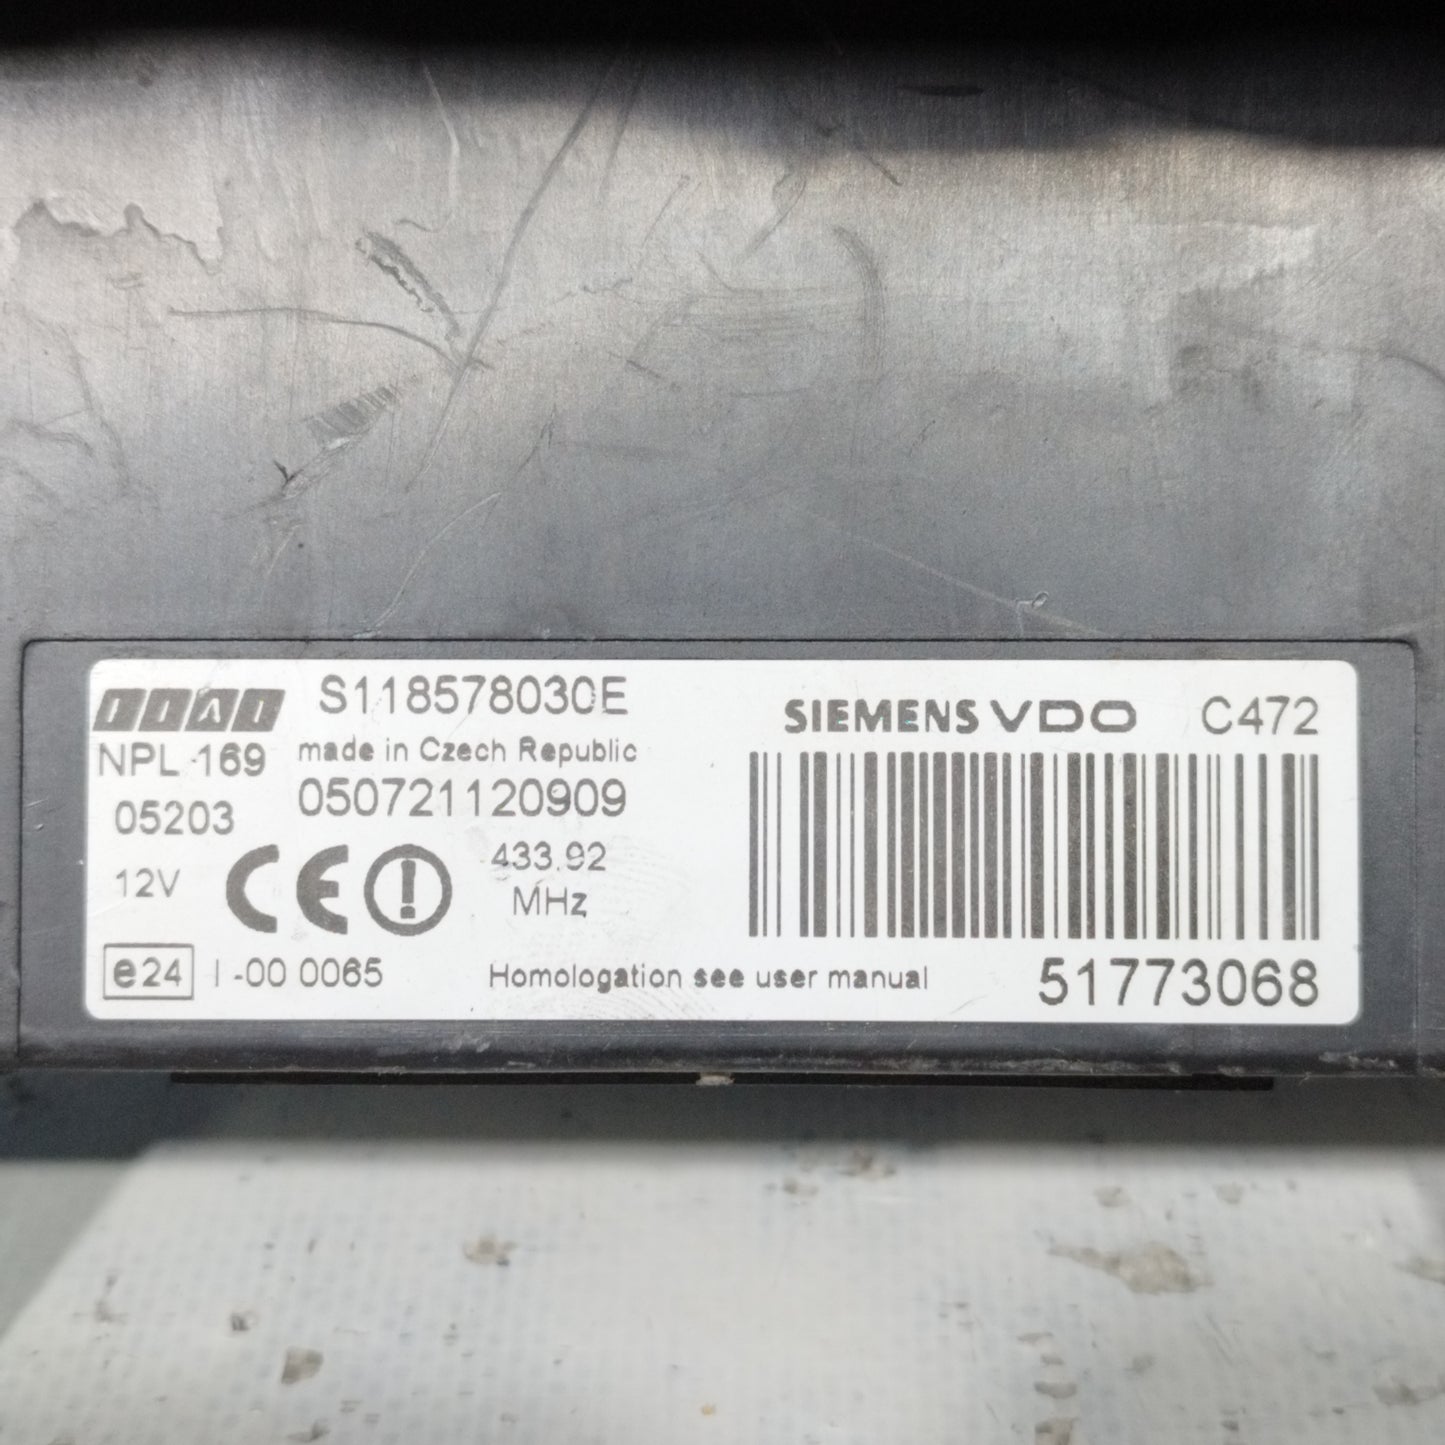 FIAT S118578030E SIEMENS VDO C472
NPL 169 made in Czech Republic
05203 050721120909
12V CE 433.92
MHz
e24 I -00 0065 Homologation see user manual 51773068